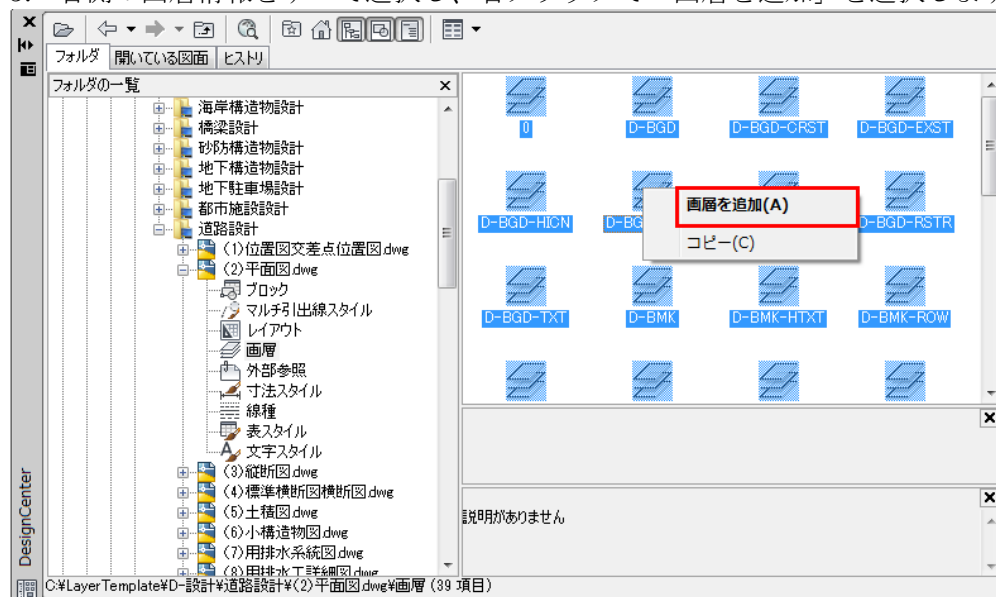 フォルダ 開いている図面 ヒストリ
フォルダの一覧
海岸構造物設計
橋梁設計
砂防構造物設計
地下構造物設計
地下駐車場設計
都市施設設計
道路設計
(1)位置図交差点位置図.dwg
(2)平面図.dwg
ブロック
マルチ引出線スタイル
レイアウト
画層
外部参照
寸法スタイル
線種
表スタイル
文字スタイル
(3)縦断図.dwg
(4)標準横断図横断図.dwg
(5)土積図.dwg
(6)小構造物図.dwg
(7)用排水系統図.dwg
(8)用排水工詳細図.dwg
0 D-BGD D-BGD-CRST D-BGD-EXST
D-BGD-HICN D-BG D-BGD-RSTR
画層を追加(A)
コピー(C)
D-BGD-TXT D-BMK D-BMK-HTXT D-BMK-ROW
説明がありません
DesignCenter
C:¥LayerTemplate¥D-設計¥道路設計¥(2)平面図.dwg¥画層 (39 項目)